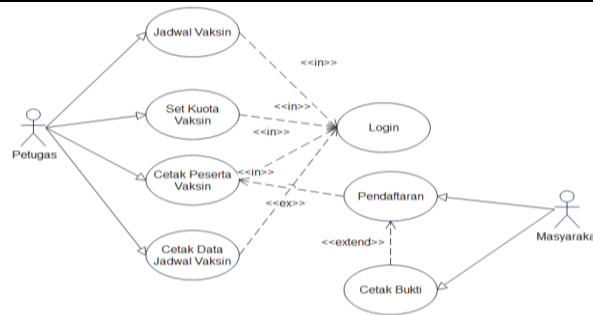 Jadwal Vaksin
<<in>>
Set Kuota
Vaksin
<<in>>
<<in>>
Login
Petugas
Cetak Peserta
Vaksin
<<in>>
Pendaftaran
<<ex>>
Masyaraka
<<extend>>
Cetak Data
Jadwal Vaksin
Cetak Bukti